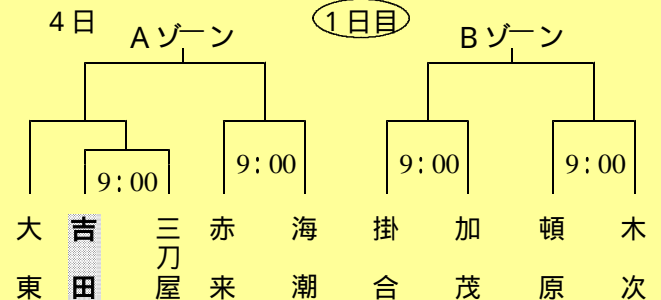 4日
Aゾーン
1日目
Bゾーン
9:00
9:00
9:00
9:00
大東
吉田
三刀屋
赤来
海潮
掛合
加茂
頓原
木次